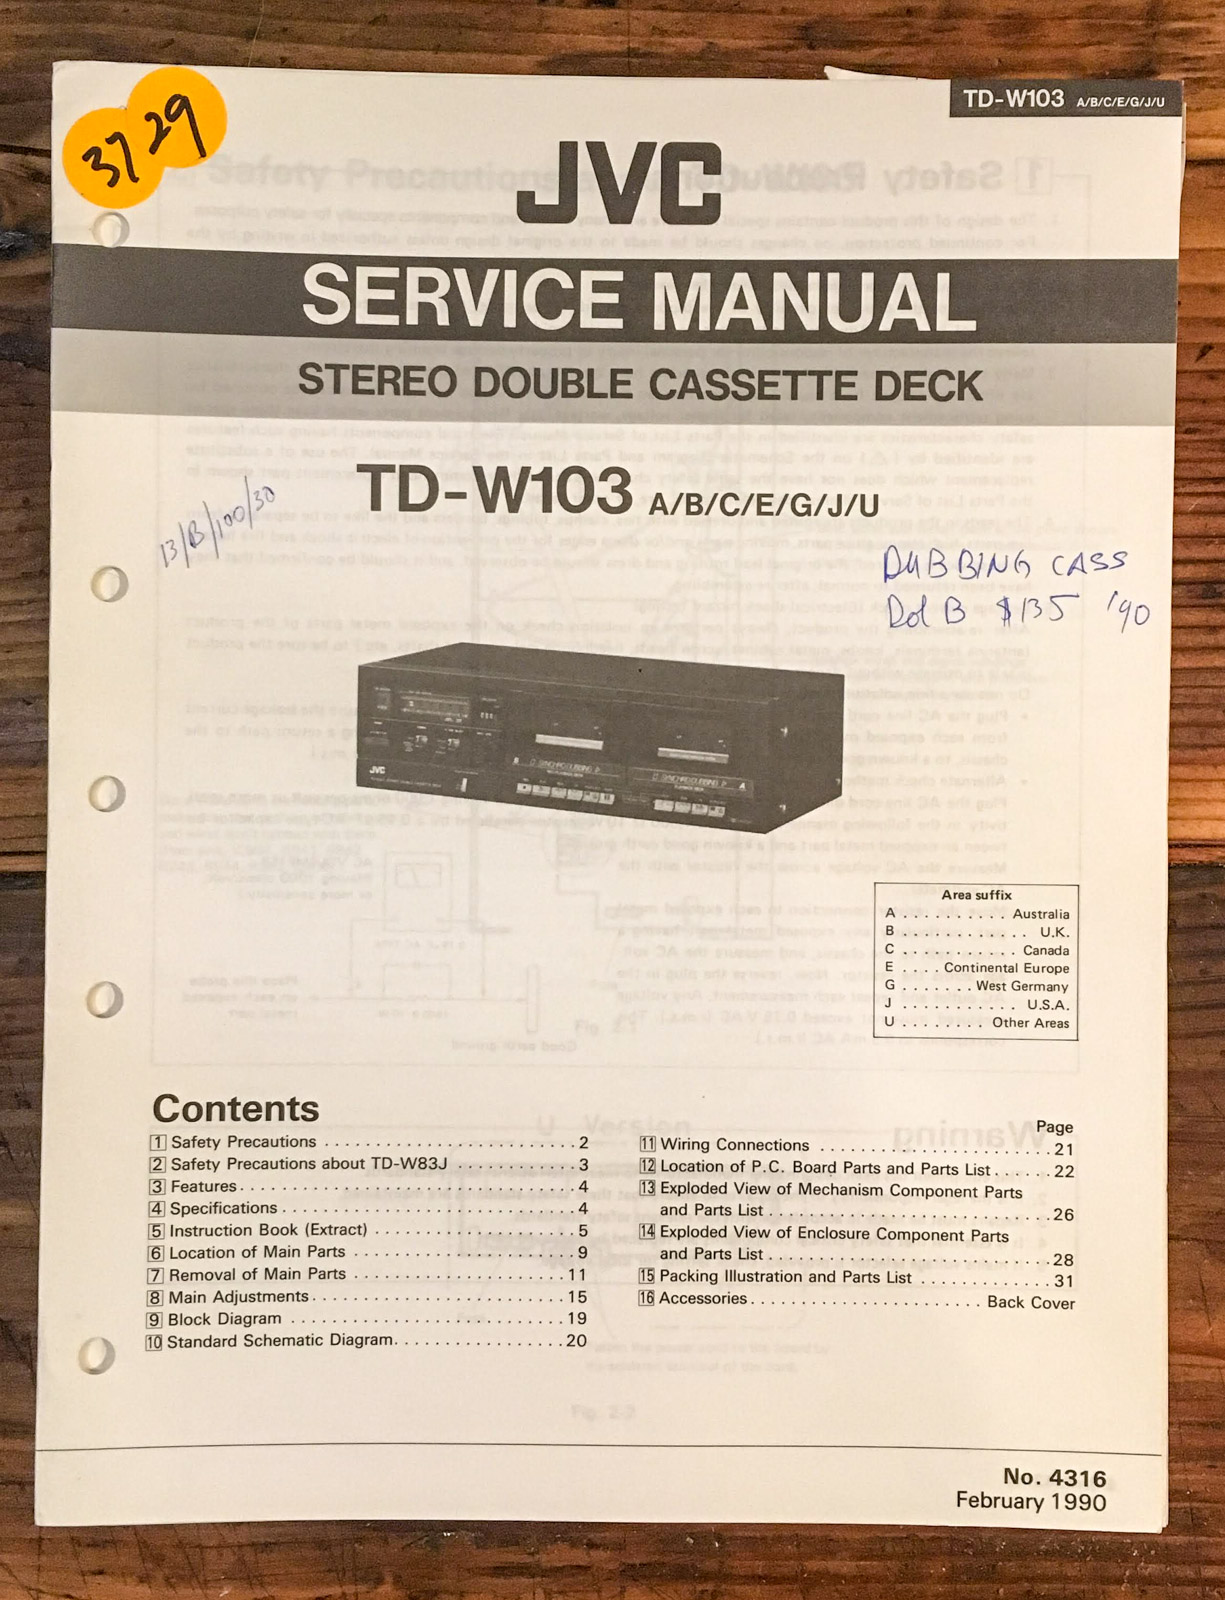 3729
TD-W103 A/B/C/E/G/J/U
JVC
SERVICE MANUAL
STEREO DOUBLE CASSETTE DECK
TD-W103 A/B/C/E/G/J/U
13/B/100/30
DUBBING CASS
Dol B $135 '90
JVC
B SYNCHRO DUBBING
SYNCHRO DUBBING A
Area suffix
A . . . . . . . . . . Australia
B . . . . . . . . . . . . U.K.
C . . . . . . . . . . . Canada
E . . . . Continental Europe
G . . . . . . . West Germany
J . . . . . . . . . . . U.S.A.
U . . . . . . . . Other Areas
Contents
1 Safety Precautions . . . . . . . . . . . . . . . . . . . . . . . . 2
2 Safety Precautions about TD-W83J . . . . . . . . . . . 3
3 Features . . . . . . . . . . . . . . . . . . . . . . . . . . . . . . . . 4
4 Specifications . . . . . . . . . . . . . . . . . . . . . . . . . . . . 4
5 Instruction Book (Extract) . . . . . . . . . . . . . . . . . . . 5
6 Location of Main Parts . . . . . . . . . . . . . . . . . . . . . 9
7 Removal of Main Parts . . . . . . . . . . . . . . . . . . . . 11
8 Main Adjustments . . . . . . . . . . . . . . . . . . . . . . . . 15
9 Block Diagram . . . . . . . . . . . . . . . . . . . . . . . . . . 19
10 Standard Schematic Diagram . . . . . . . . . . . . . . . . 20
Page
11 Wiring Connections . . . . . . . . . . . . . . . . . . . . . . 21
12 Location of P.C. Board Parts and Parts List . . . . . . 22
13 Exploded View of Mechanism Component Parts
and Parts List . . . . . . . . . . . . . . . . . . . . . . . . . . . 26
14 Exploded View of Enclosure Component Parts
and Parts List . . . . . . . . . . . . . . . . . . . . . . . . . . . 28
15 Packing Illustration and Parts List . . . . . . . . . . . . 31
16 Accessories . . . . . . . . . . . . . . . . . . . . . . Back Cover
No. 4316
February 1990